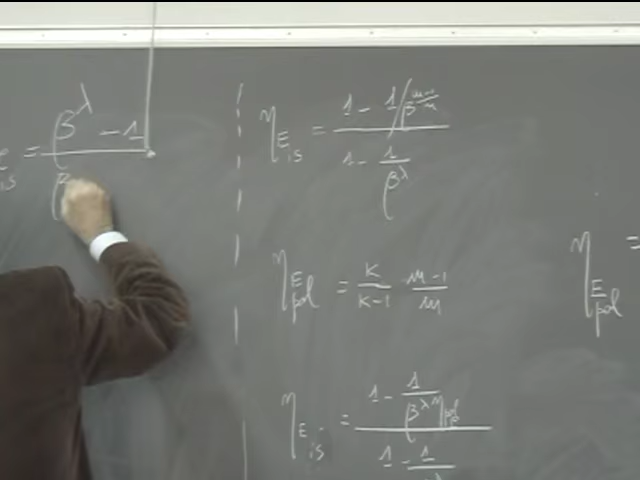 is = β^λ - 1 / β
η_E is = 1 - 1/β^(m-1/m) / 1 - 1/β^λ
η_E pol = K/K-1 m-1/m
η_E is = 1 - 1/β^(λ η pol) / 1 - 1/
η_E pol =